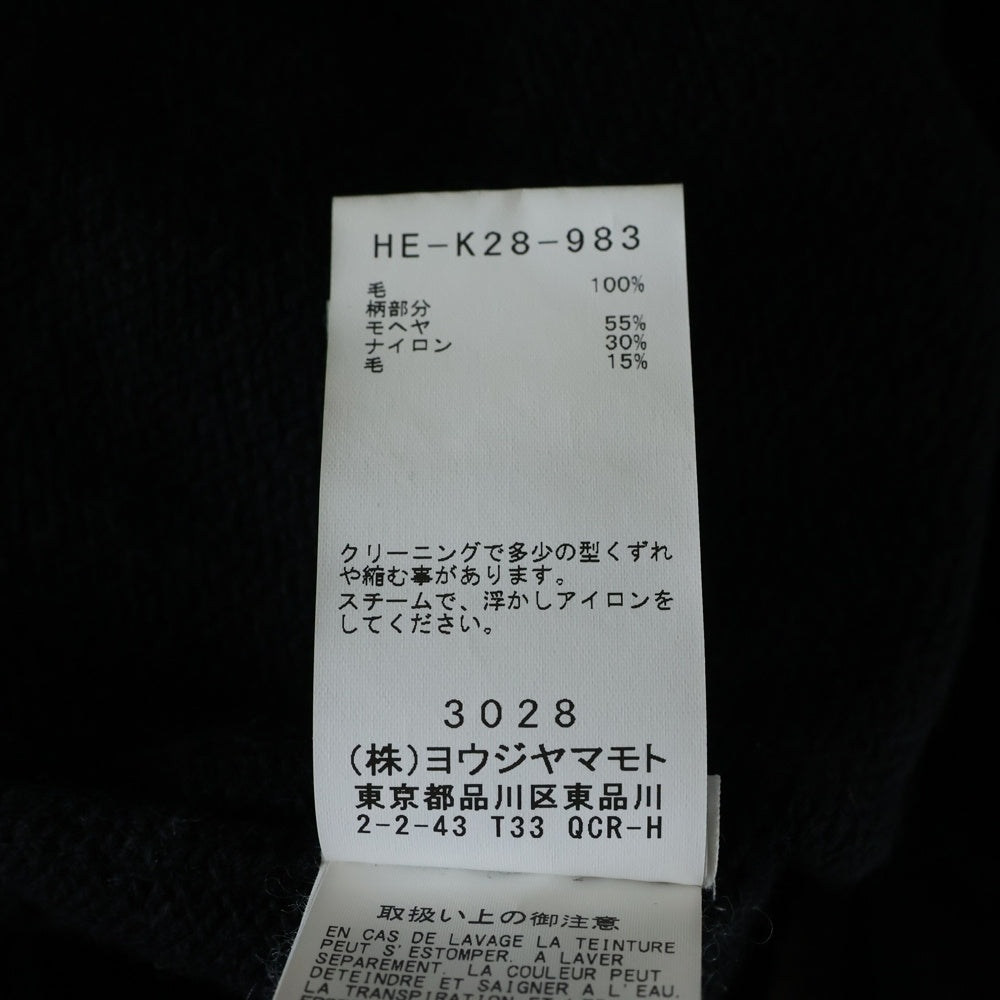 HE-K28-983
毛 100%
柄部分
モヘヤ 55%
ナイロン 30%
毛 15%
クリーニングで多少の型くずれ
や縮む事があります。
スチームで、浮かしアイロンを
してください。
3028
(株)ヨウジヤマモト
東京都品川区東品川
2-2-43 T33 QCR-H
取扱い上の御注意
EN CAS DE LAVAGE LA TEINTURE
PEUT S'ESTOMPER. A LAVER
SEPAREMENT. LA COULEUR PEUT
DETEINDRE ET SAIGNER A L'EAU.
LA TRANSPIRATION ET